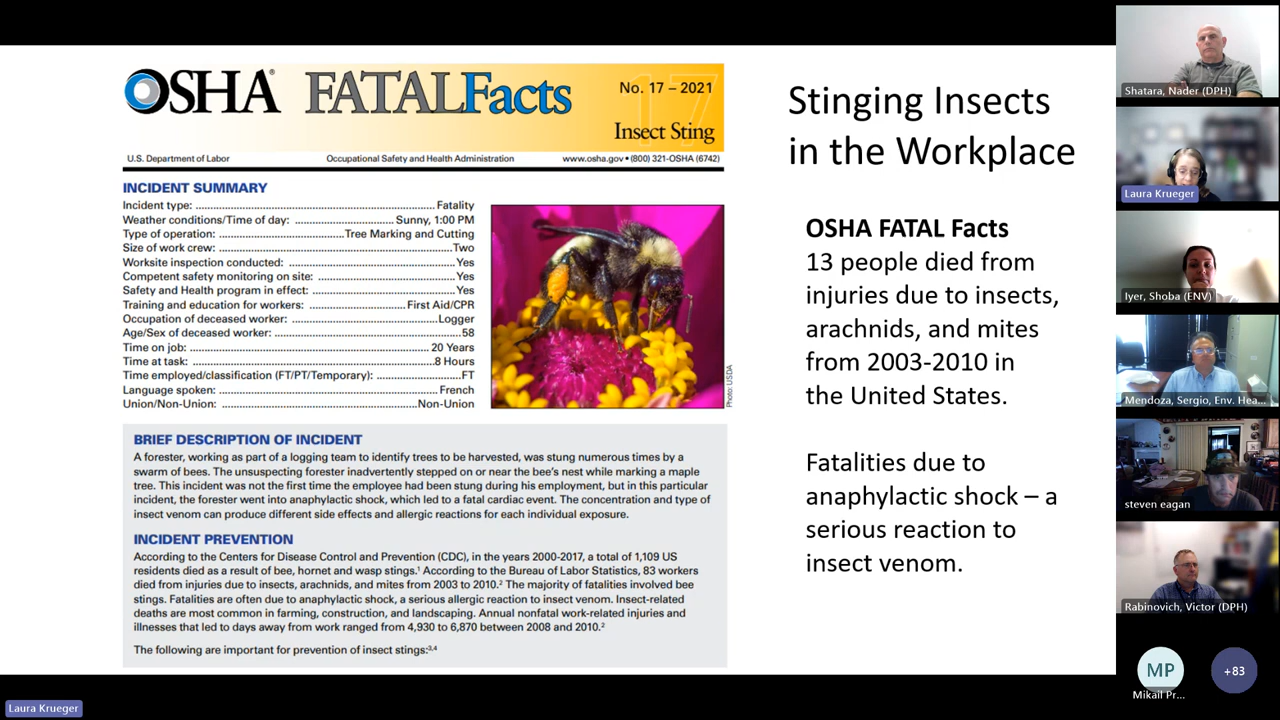 OSHA® FATALFacts
No. 17 – 2021
17
Insect Sting
U.S. Department of Labor Occupational Safety and Health Administration www.osha.gov • (800) 321-OSHA (6742)
INCIDENT SUMMARY
Incident type: Fatality
Weather conditions/Time of day: Sunny, 1:00 PM
Type of operation: Tree Marking and Cutting
Size of work crew: Two
Worksite inspection conducted: Yes
Competent safety monitoring on site: Yes
Safety and Health program in effect: Yes
Training and education for workers: First Aid/CPR
Occupation of deceased worker: Logger
Age/Sex of deceased worker: 58
Time on job: 20 Years
Time at task: 8 Hours
Time employed/classification (FT/PT/Temporary): FT
Language spoken: French
Union/Non-Union: Non-Union
Photo: USDA
BRIEF DESCRIPTION OF INCIDENT
A forester, working as part of a logging team to identify trees to be harvested, was stung numerous times by a
swarm of bees. The unsuspecting forester inadvertently stepped on or near the bee's nest while marking a maple
tree. This incident was not the first time the employee had been stung during his employment, but in this particular
incident, the forester went into anaphylactic shock, which led to a fatal cardiac event. The concentration and type of
insect venom can produce different side effects and allergic reactions for each individual exposure.
INCIDENT PREVENTION
According to the Centers for Disease Control and Prevention (CDC), in the years 2000-2017, a total of 1,109 US
residents died as a result of bee, hornet and wasp stings.¹ According to the Bureau of Labor Statistics, 83 workers
died from injuries due to insects, arachnids, and mites from 2003 to 2010.² The majority of fatalities involved bee
stings. Fatalities are often due to anaphylactic shock, a serious allergic reaction to insect venom. Insect-related
deaths are most common in farming, construction, and landscaping. Annual nonfatal work-related injuries and
illnesses that led to days away from work ranged from 4,930 to 6,870 between 2008 and 2010.²
The following are important for prevention of insect stings:³,⁴
Stinging Insects
in the Workplace
OSHA FATAL Facts
13 people died from
injuries due to insects,
arachnids, and mites
from 2003-2010 in
the United States.
Fatalities due to
anaphylactic shock – a
serious reaction to
insect venom.
Shatara, Nader (DPH)
Laura Krueger
Iyer, Shoba (ENV)
Mendoza, Sergio, Env. Hea...
steven eagan
Rabinovich, Victor (DPH)
MP
Mikail Pr...
+83
Laura Krueger